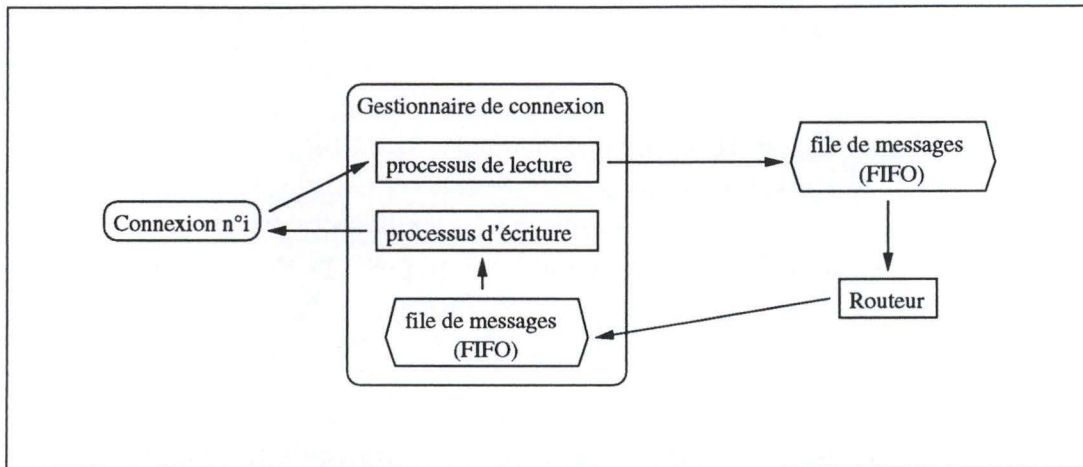 Gestionnaire de connexion
processus de lecture
file de messages
(FIFO)
Connexion n°i
processus d'écriture
Routeur
file de messages
(FIFO)